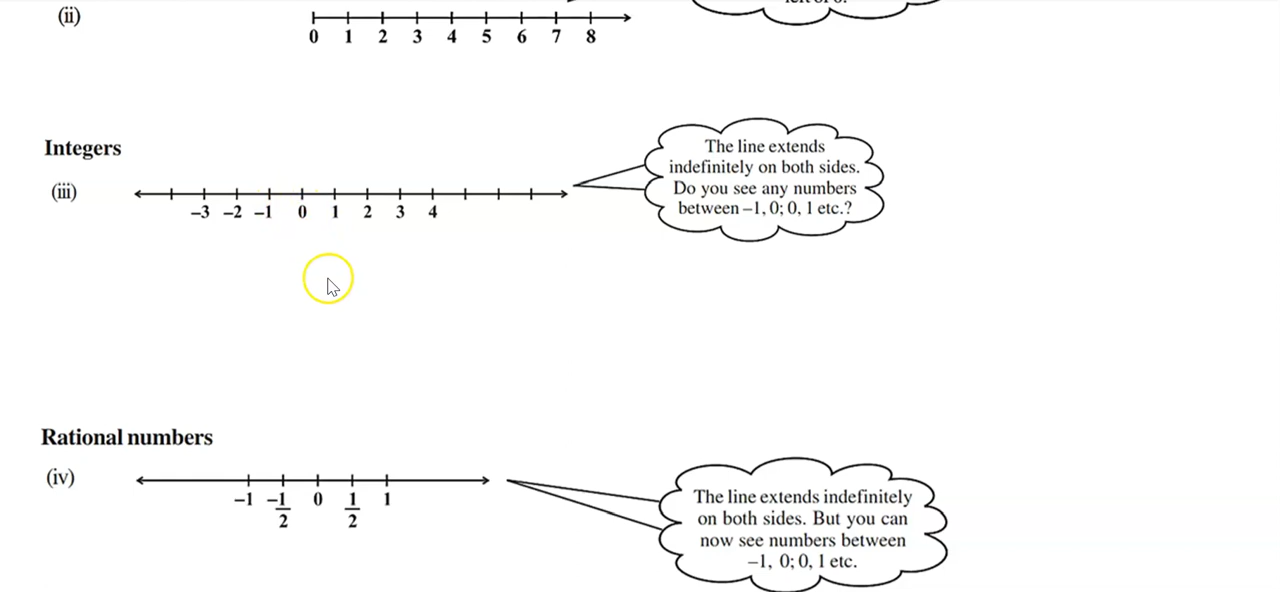 (ii)
0 1 2 3 4 5 6 7 8
Integers
(iii)
–3 –2 –1 0 1 2 3 4
The line extends
indefinitely on both sides.
Do you see any numbers
between –1, 0; 0, 1 etc.?
Rational numbers
(iv)
–1 –1/2 0 1/2 1
The line extends indefinitely
on both sides. But you can
now see numbers between
–1, 0; 0, 1 etc.